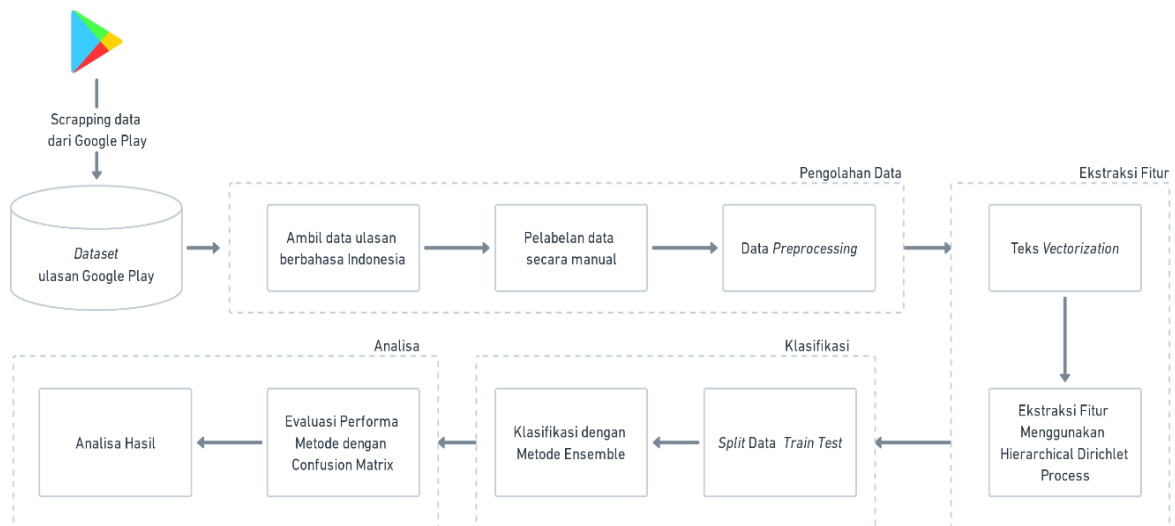 Scrapping data
dari Google Play
Dataset
ulasan Google Play
Pengolahan Data
Ambil data ulasan
berbahasa Indonesia
Pelabelan data
secara manual
Data Preprocessing
Ekstraksi Fitur
Teks Vectorization
Ekstraksi Fitur
Menggunakan
Hierarchical Dirichlet
Process
Klasifikasi
Split Data Train Test
Klasifikasi dengan
Metode Ensemble
Analisa
Evaluasi Performa
Metode dengan
Confusion Matrix
Analisa Hasil